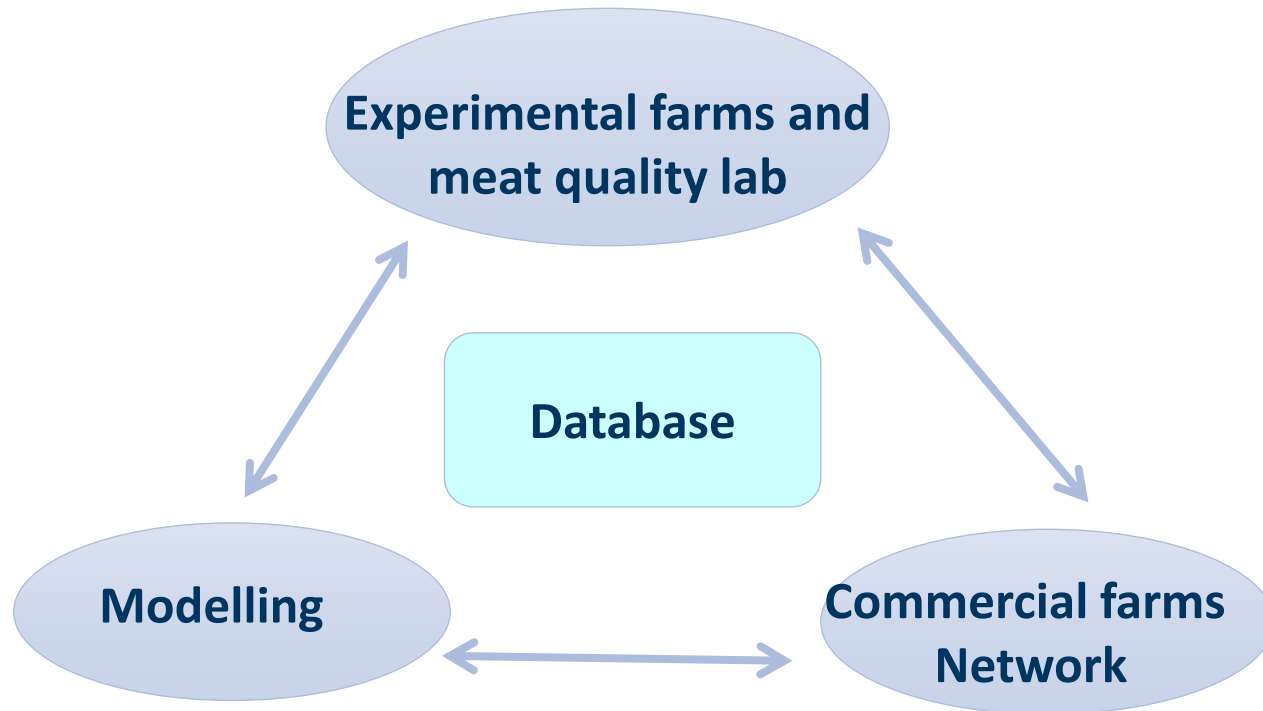 Experimental farms and
meat quality lab
Database
Modelling
Commercial farms
Network